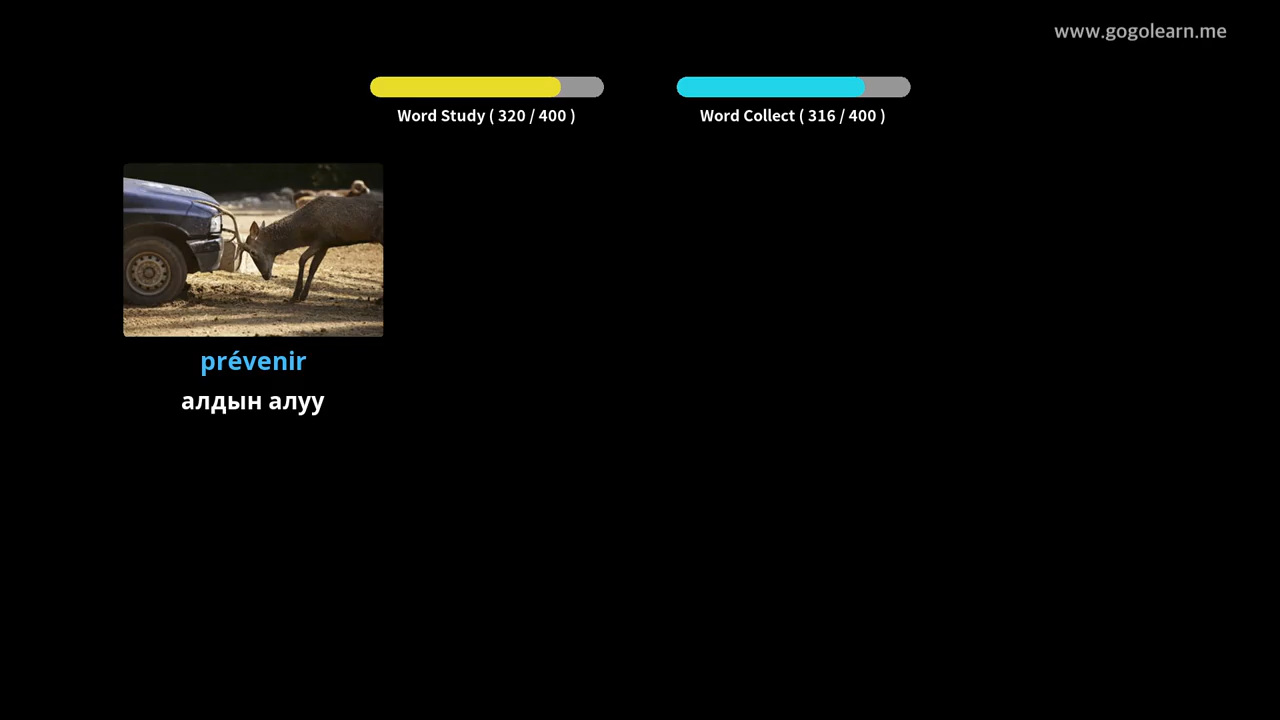 www.gogolearn.me
Word Study ( 320 / 400 )
Word Collect ( 316 / 400 )
prévenir
алдын алуу